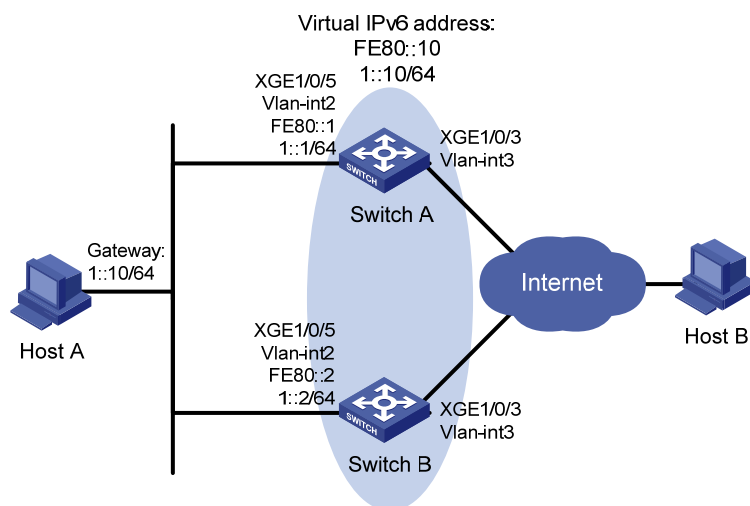 Virtual IPv6 address:
FE80::10
1::10/64
XGE1/0/5
Vlan-int2
FE80::1
1::1/64
XGE1/0/3
Vlan-int3
SWITCH
Switch A
Gateway:
1::10/64
Host A
Internet
Host B
XGE1/0/5
Vlan-int2
FE80::2
1::2/64
XGE1/0/3
Vlan-int3
SWITCH
Switch B